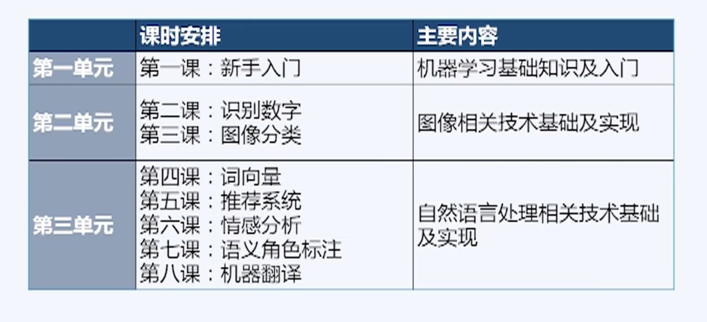 课时安排 主要内容
第一单元 第一课：新手入门 机器学习基础知识及入门
第二单元 第二课：识别数字
第三课：图像分类 图像相关技术基础及实现
第三单元 第四课：词向量
第五课：推荐系统
第六课：情感分析
第七课：语义角色标注
第八课：机器翻译
自然语言处理相关技术基础
及实现